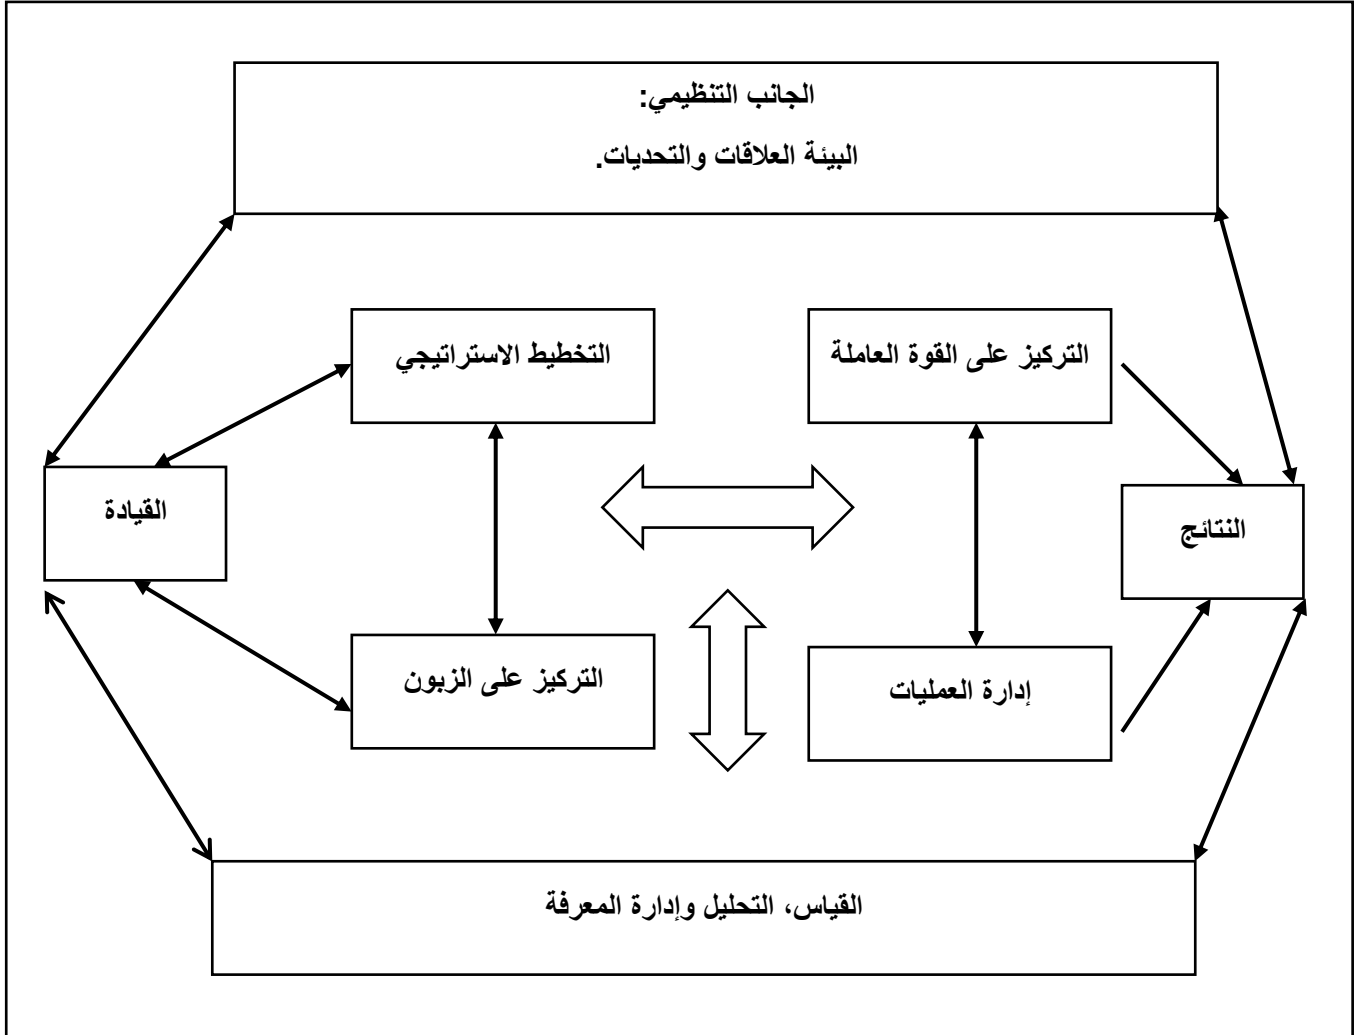 الجانب التنظيمي:
البيئة العلاقات والتحديات.
التركيز على القوة العاملة
التخطيط الاستراتيجي
النتائج
القيادة
إدارة العمليات
التركيز على الزبون
القياس، التحليل وإدارة المعرفة